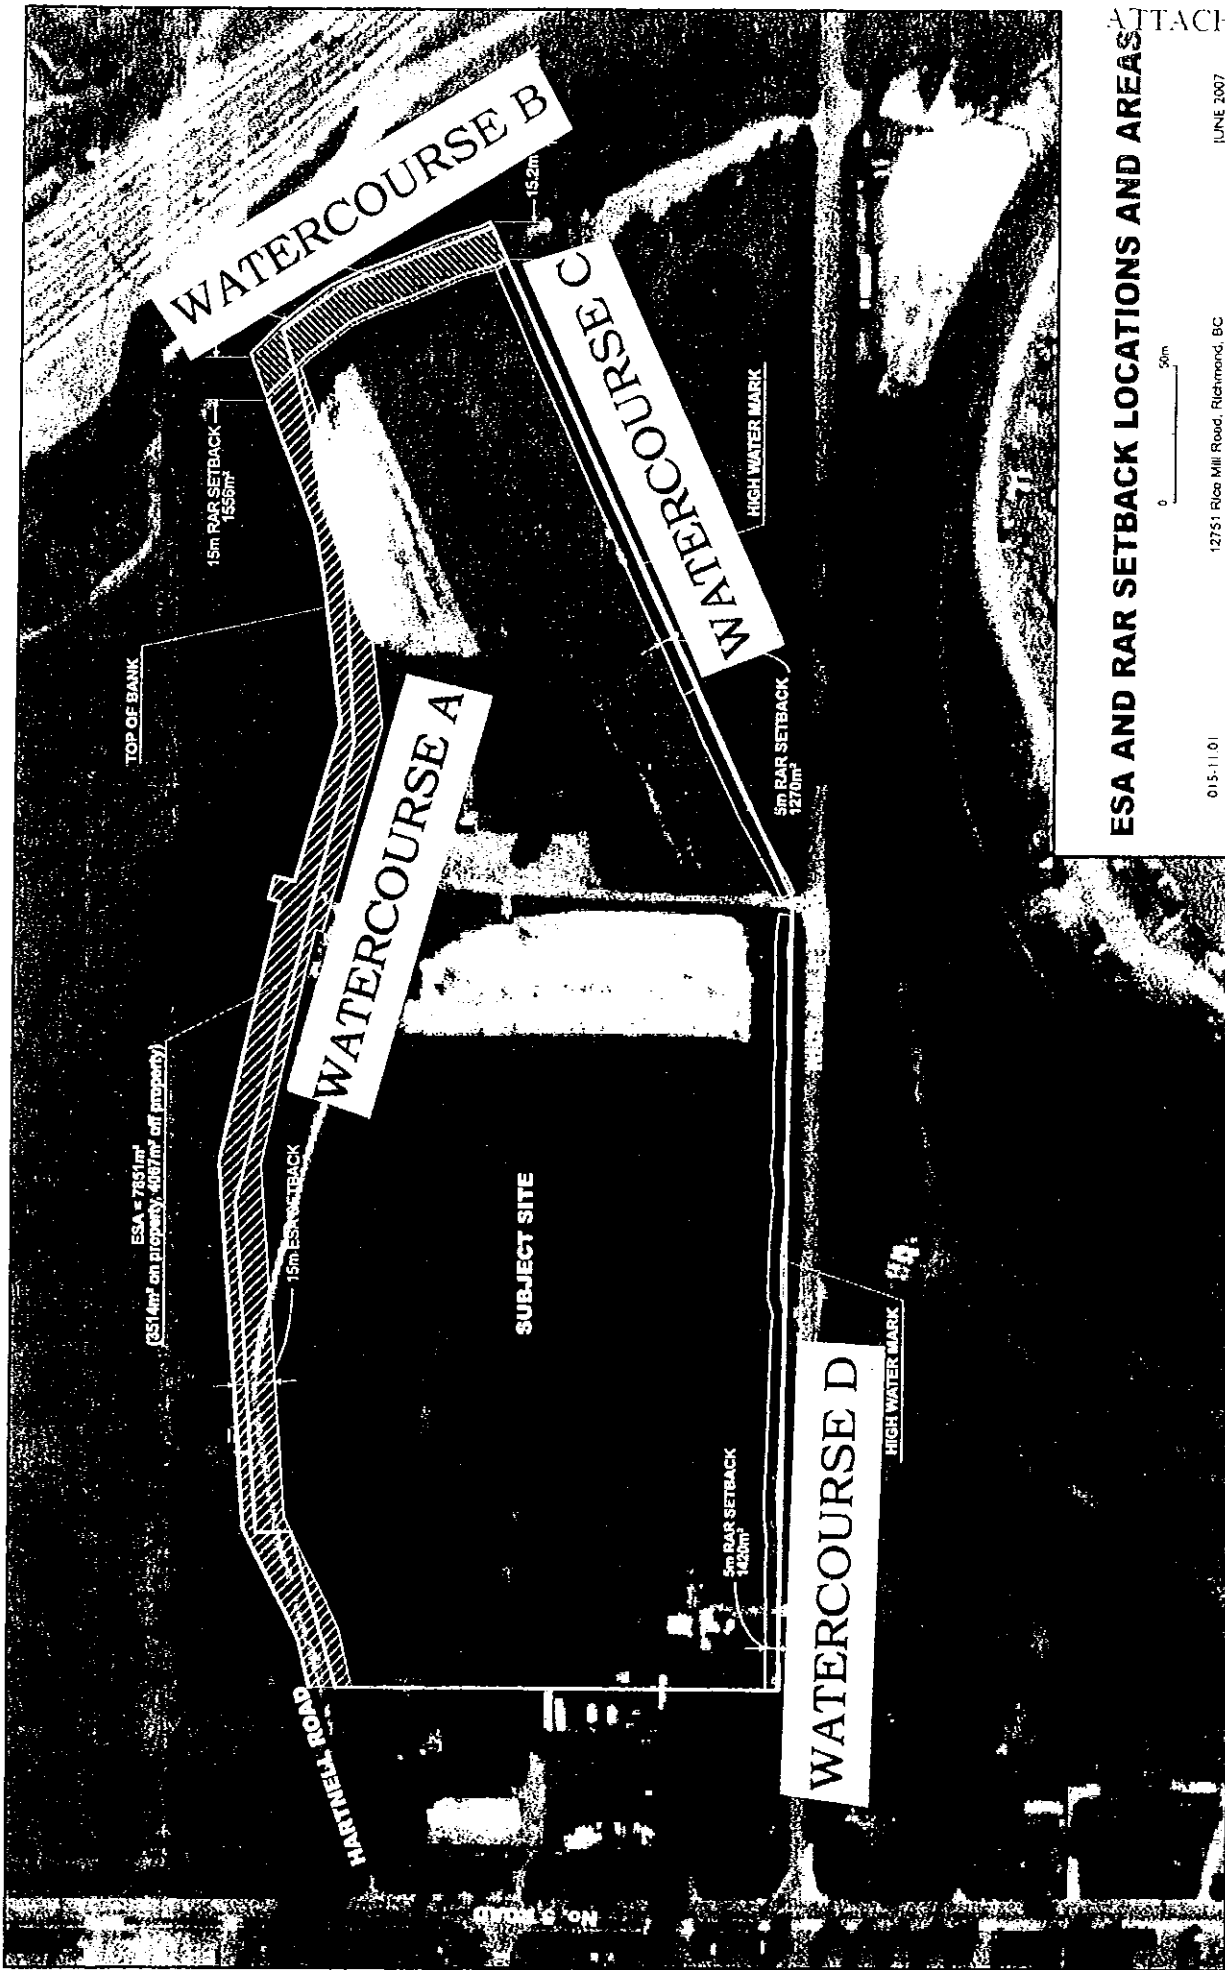 ATTACH
ESA AND RAR SETBACK LOCATIONS AND AREAS
0 50m
015-11.01 12751 Rice Mill Road, Richmond, BC JUNE 2007
WATERCOURSE B
15.2m
15m RAR SETBACK
1556m²
WATERCOURSE C
HIGH WATER MARK
TOP OF BANK
WATERCOURSE A
5m RAR SETBACK
1270m²
ESA = 7851m²
(3514m² on property, 4067m² off property)
15m ESA SETBACK
SUBJECT SITE
HIGH WATER MARK
WATERCOURSE D
5m RAR SETBACK
1420m²
HARTNELL ROAD
No. 5 ROAD